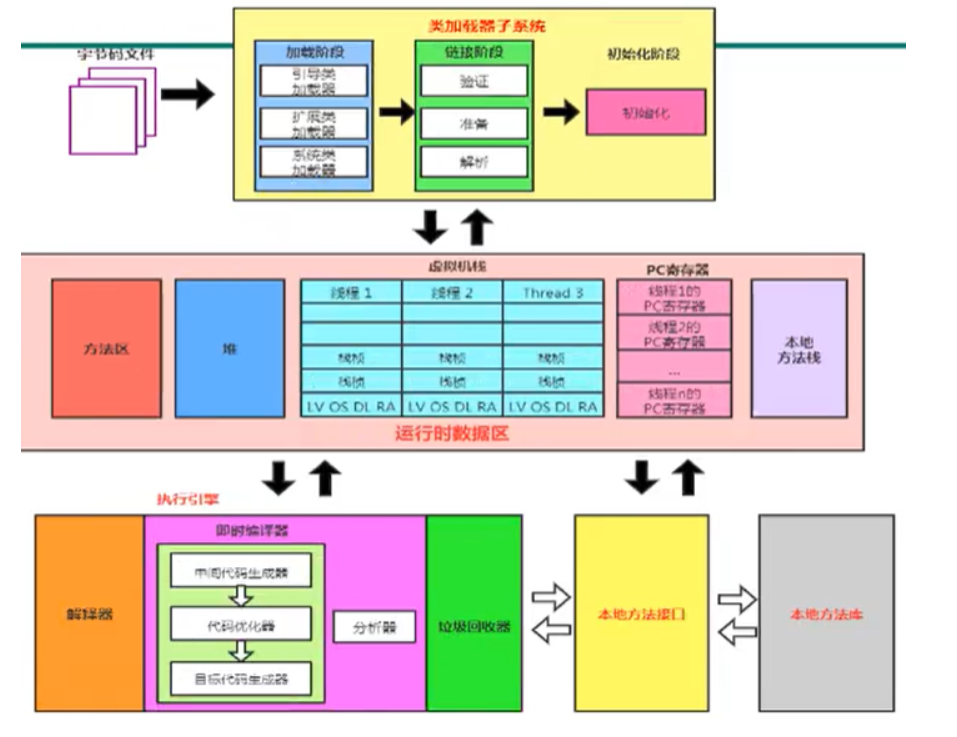 类加载器子系统
字节码文件
加载阶段
链接阶段
初始化阶段
引导类
加载器
扩展类
加载器
系统类
加载器
验证
准备
解析
初始化
虚拟机栈
PC寄存器
方法区
堆
线程 1
线程 2
Thread 3
栈帧
栈帧
栈帧
栈帧
栈帧
栈帧
LV OS DL RA
LV OS DL RA
LV OS DL RA
线程1的
PC寄存器
线程2的
PC寄存器
...
线程n的
PC寄存器
本地
方法栈
运行时数据区
执行引擎
解释器
即时编译器
中间代码生成器
代码优化器
目标代码生成器
分析器
垃圾回收器
本地方法接口
本地方法库